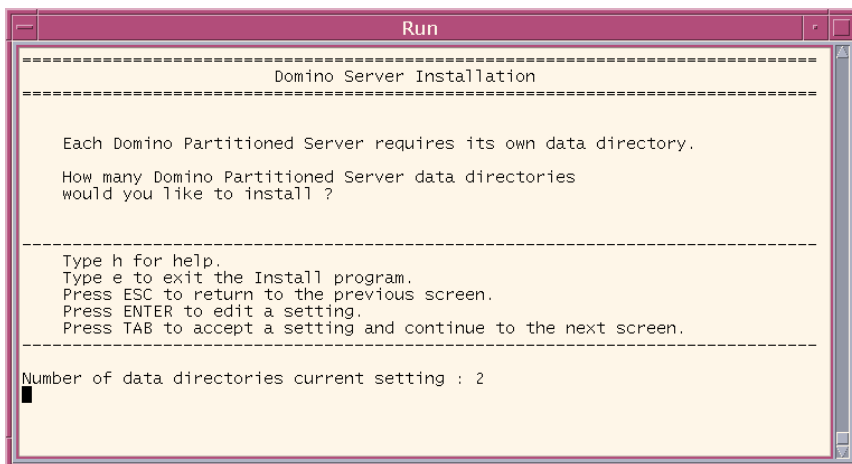 Run
================================================================================
Domino Server Installation
================================================================================
Each Domino Partitioned Server requires its own data directory.
How many Domino Partitioned Server data directories
would you like to install ?
--------------------------------------------------------------------------------
Type h for help.
Type e to exit the Install program.
Press ESC to return to the previous screen.
Press ENTER to edit a setting.
Press TAB to accept a setting and continue to the next screen.
--------------------------------------------------------------------------------
Number of data directories current setting : 2